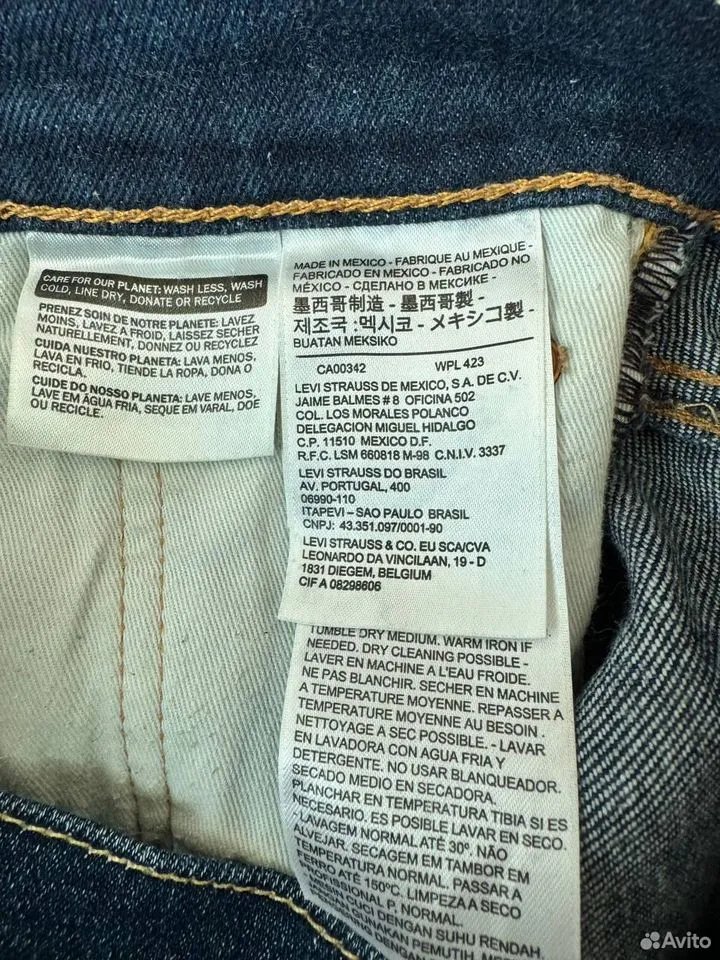 CARE FOR OUR PLANET: WASH LESS, WASH
COLD, LINE DRY, DONATE OR RECYCLE
PRENEZ SOIN DE NOTRE PLANETE: LAVEZ
MOINS, LAVEZ A FROID, LAISSEZ SECHER
NATURELLEMENT, DONNEZ OU RECYCLEZ.
CUIDA NUESTRO PLANETA: LAVA MENOS,
LAVA EN FRIO, TIENDE LA ROPA, DONA O
RECICLA.
CUIDE DO NOSSO PLANETA: LAVE MENOS,
LAVE EM ÁGUA FRIA, SEQUE EM VARAL, DOE
OU RECICLE.
MADE IN MEXICO - FABRIQUE AU MEXIQUE -
FABRICADO EN MEXICO - FABRICADO NO
MÉXICO - СДЕЛАНО В МЕКСИКЕ -
墨西哥制造 - 墨西哥製 -
제조국 :멕시코 - メキシコ製 -
BUATAN MEKSIKO
CA00342 WPL 423
LEVI STRAUSS DE MEXICO, S A. DE C.V.
JAIME BALMES # 8 OFICINA 502
COL. LOS MORALES POLANCO
DELEGACION MIGUEL HIDALGO
C.P. 11510 MEXICO D.F.
R.F.C. LSM 660818 M-98 C.N.I.V. 3337
LEVI STRAUSS DO BRASIL
AV. PORTUGAL, 400
06990-110
ITAPEVI – SAO PAULO BRASIL
CNPJ: 43.351.097/0001-90
LEVI STRAUSS & CO. EU SCA/CVA
LEONARDO DA VINCILAAN, 19 - D
1831 DIEGEM, BELGIUM
CIF A 08298606
TUMBLE DRY MEDIUM. WARM IRON IF
NEEDED. DRY CLEANING POSSIBLE -
LAVER EN MACHINE A L'EAU FROIDE.
NE PAS BLANCHIR. SECHER EN MACHINE
A TEMPERATURE MOYENNE. REPASSER A
TEMPERATURE MOYENNE AU BESOIN .
NETTOYAGE A SEC POSSIBLE. - LAVAR
EN LAVADORA CON AGUA FRIA Y
DETERGENTE. NO USAR BLANQUEADOR.
SECADO MEDIO EN SECADORA.
PLANCHAR EN TEMPERATURA TIBIA SI ES
NECESARIO. ES POSIBLE LAVAR EN SECO.
- LAVAGEM NORMAL ATÉ 30º. NÃO
ALVEJAR. SECAGEM EM TAMBOR EM
TEMPERATURA NORMAL. PASSAR A
FERRO ATÉ 150ºC. LIMPEZA A SECO
PROFISSIONAL P. NORMAL.
CUCI DENGAN SUHU RENDAH.
GUNAKAN PEMUTIH.
Avito